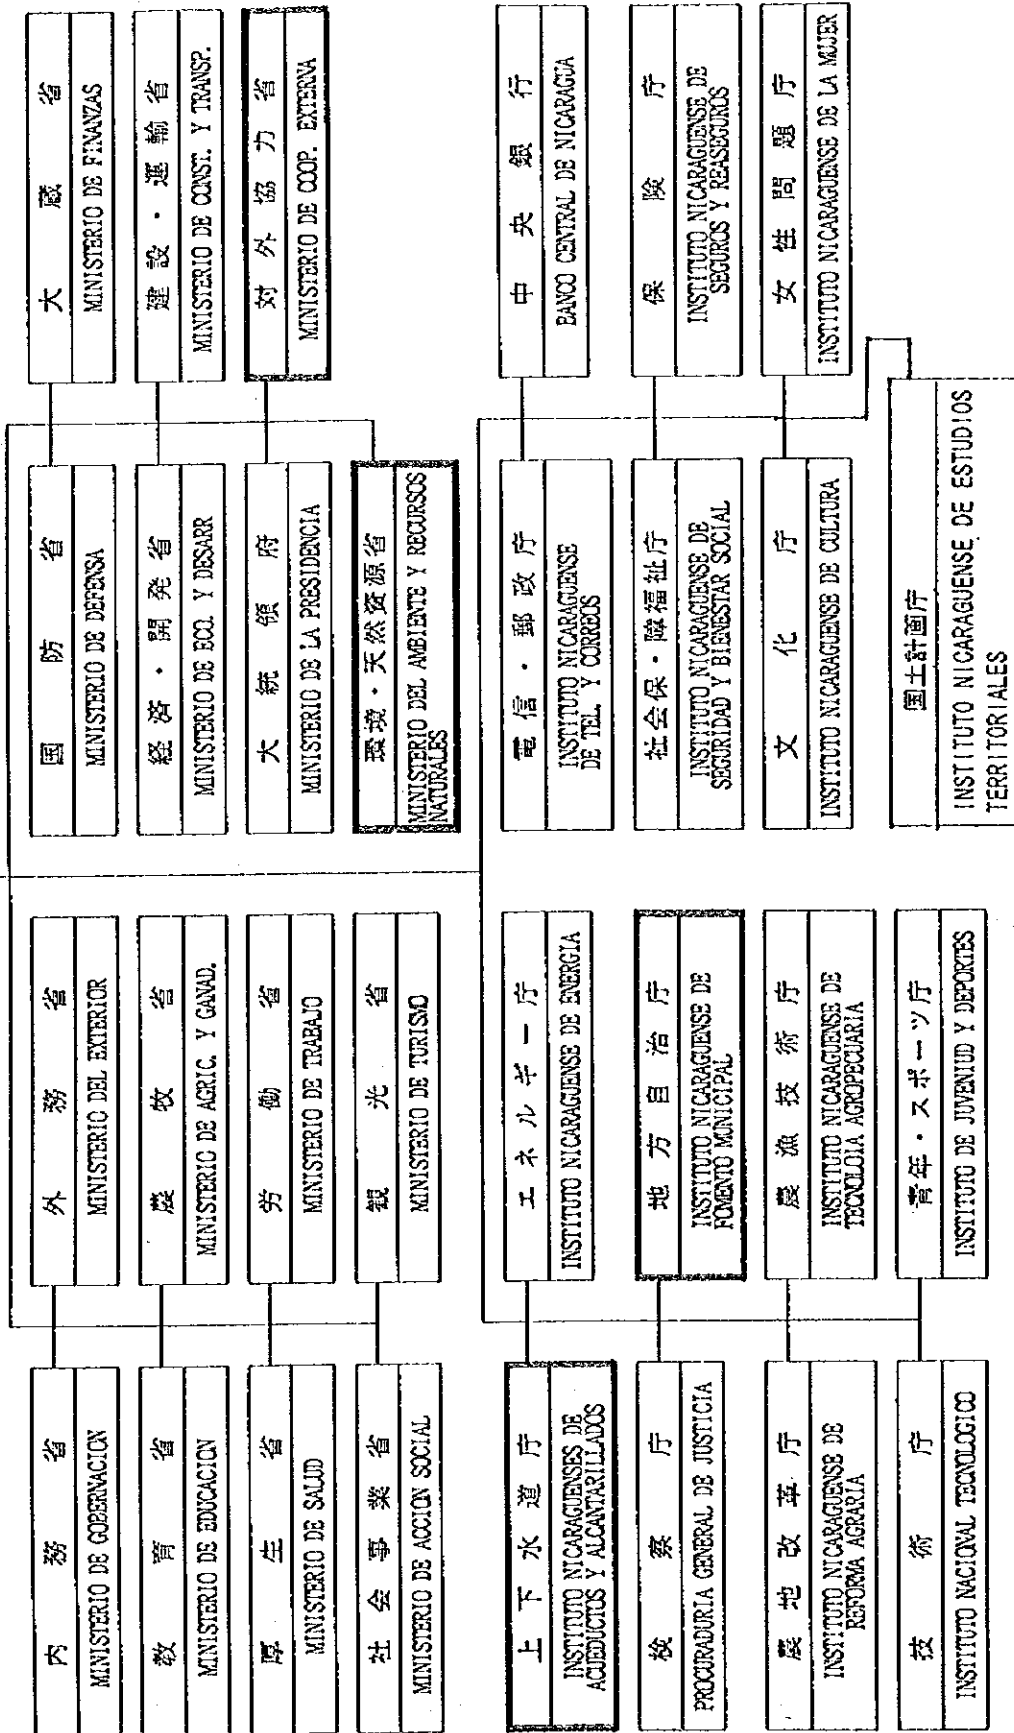 内務省
MINISTERIO DE GOBERNACION
外務省
MINISTERIO DEL EXTERIOR
国防省
MINISTERIO DE DEFENSA
大蔵省
MINISTERIO DE FINANZAS
教育省
MINISTERIO DE EDUCACION
農牧省
MINISTERIO DE AGRIC. Y GANAD.
経済・開発省
MINISTERIO DE ECO. Y DESARR
建設・運輸省
MINISTERIO DE CONST. Y TRANSP.
厚生省
MINISTERIO DE SALUD
労働省
MINISTERIO DE TRABAJO
大統領府
MINISTERIO DE LA PRESIDENCIA
対外協力省
MINISTERIO DE COOP. EXTERNA
社会事業省
MINISTERIO DE ACCION SOCIAL
観光省
MINISTERIO DE TURISMO
環境・天然資源省
MINISTERIO DEL AMBIENTE Y RECURSOS
NATURALES
上下水道庁
INSTITUTO NICARAGUENSES DE
ACUEDUCTOS Y ALCANTARILLADOS
エネルギー庁
INSTITUTO NICARAGUENSE DE ENERGIA
電信・郵政庁
INSTITUTO NICARAGUENSE
DE TEL. Y CORREOS
中央銀行
BANCO CENTRAL DE NICARAGUA
検察庁
PROCURADURIA GENERAL DE JUSTICIA
地方自治庁
INSTITUTO NICARAGUENSE DE
FOMENTO MUNICIPAL
社会保・障福祉庁
INSTITUTO NICARAGUENSE DE
SEGURIDAD Y BIENESTAR SOCIAL
保険庁
INSTITUTO NICARAGUENSE DE
SEGUROS Y REASEGUROS
農地改革庁
INSTITUTO NICARAGUENSE DE
REFORMA AGRARIA
農漁技術庁
INSTITUTO NICARAGUENSE DE
TECNOLOIA AGROPECUARIA
文化庁
INSTITUTO NICARAGUENSE DE CULTURA
女性問題庁
INSTITUTO NICARAGUENSE DE LA MUJER
技術庁
INSTITUTO NACIONAL TECNOLOGICO
青年・スポーツ庁
INSTITUTO DE JUVENIUD Y DEPORTES
国土計画庁
INSTITUTO NICARAGUENSE DE ESTUDIOS
TERRITORIALES